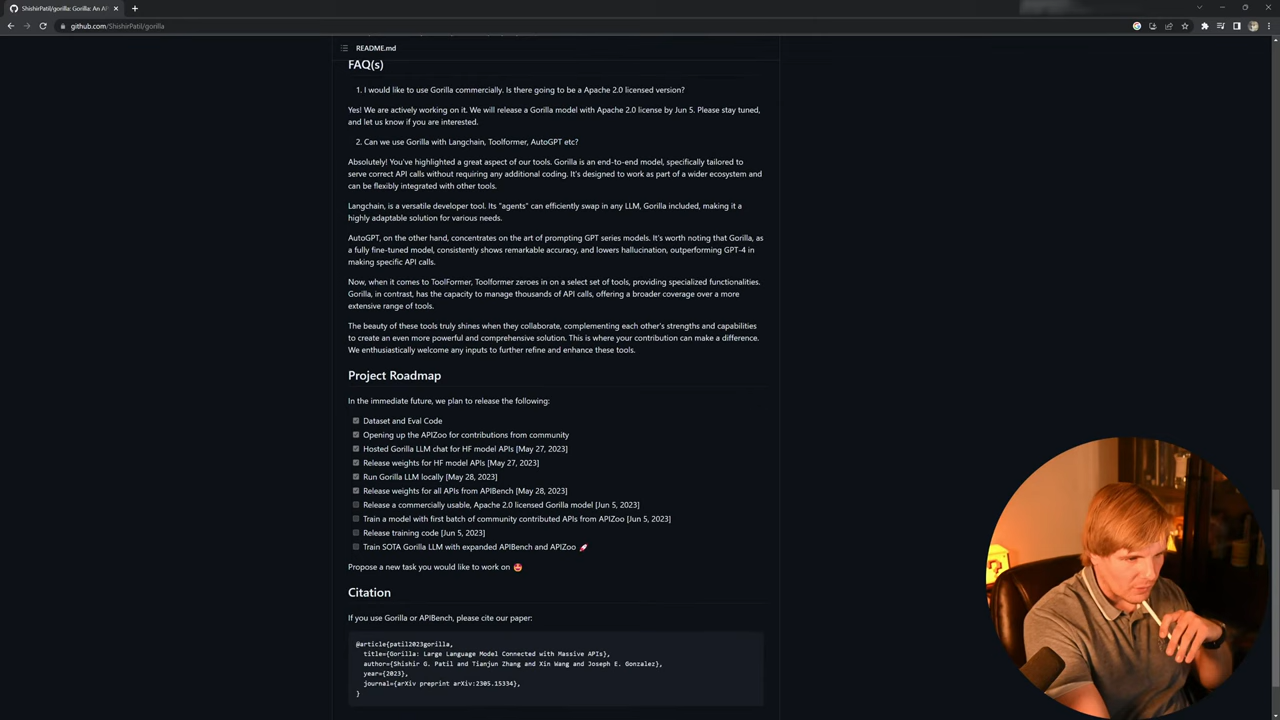 ShishirPatil/gorilla: Gorilla: An AP
github.com/ShishirPatil/gorilla
README.md
FAQ(s)
1. I would like to use Gorilla commercially. Is there going to be a Apache 2.0 licensed version?
Yes! We are actively working on it. We will release a Gorilla model with Apache 2.0 license by Jun 5. Please stay tuned,
and let us know if you are interested.
2. Can we use Gorilla with Langchain, Toolformer, AutoGPT etc?
Absolutely! You've highlighted a great aspect of our tools. Gorilla is an end-to-end model, specifically tailored to
serve correct API calls without requiring any additional coding. It's designed to work as part of a wider ecosystem and
can be flexibly integrated with other tools.
Langchain, is a versatile developer tool. Its "agents" can efficiently swap in any LLM, Gorilla included, making it a
highly adaptable solution for various needs.
AutoGPT, on the other hand, concentrates on the art of prompting GPT series models. It's worth noting that Gorilla, as
a fully fine-tuned model, consistently shows remarkable accuracy, and lowers hallucination, outperforming GPT-4 in
making specific API calls.
Now, when it comes to ToolFormer, Toolformer zeroes in on a select set of tools, providing specialized functionalities.
Gorilla, in contrast, has the capacity to manage thousands of API calls, offering a broader coverage over a more
extensive range of tools.
The beauty of these tools truly shines when they collaborate, complementing each other's strengths and capabilities
to create an even more powerful and comprehensive solution. This is where your contribution can make a difference.
We enthusiastically welcome any inputs to further refine and enhance these tools.
Project Roadmap
In the immediate future, we plan to release the following:
Dataset and Eval Code
Opening up the APIZoo for contributions from community
Hosted Gorilla LLM chat for HF model APIs [May 27, 2023]
Release weights for HF model APIs [May 27, 2023]
Run Gorilla LLM locally [May 28, 2023]
Release weights for all APIs from APIBench [May 28, 2023]
Release a commercially usable, Apache 2.0 licensed Gorilla model [Jun 5, 2023]
Train a model with first batch of community contributed APIs from APIZoo [Jun 5, 2023]
Release training code [Jun 5, 2023]
Train SOTA Gorilla LLM with expanded APIBench and APIZoo 🚀
Propose a new task you would like to work on 🤩
Citation
If you use Gorilla or APIBench, please cite our paper:
@article{patil2023gorilla,
title={Gorilla: Large Language Model Connected with Massive APIs},
author={Shishir G. Patil and Tianjun Zhang and Xin Wang and Joseph E. Gonzalez},
year={2023},
journal={arXiv preprint arXiv:2305.15334},
}